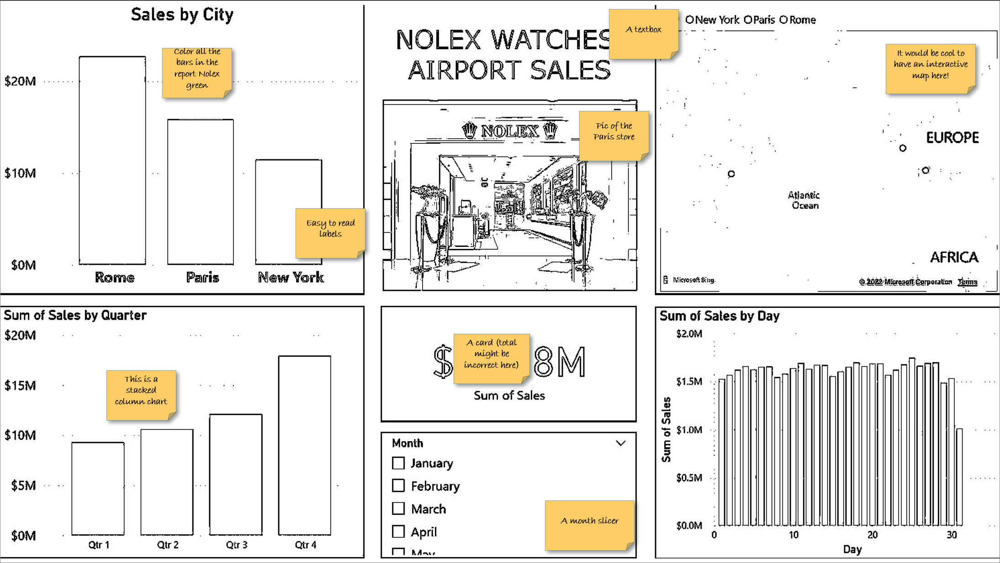 Sales by City
Color all the
bars in the
report Nolex
green
$20M
$10M
$0M
Easy to read
labels
Rome
Paris
New York
NOLEX WATCHES
AIRPORT SALES
A textbox
NOLEX
Pic of the
Paris store
New York
Paris
Rome
It would be cool to
have an interactive
map here!
EUROPE
Atlantic
Ocean
AFRICA
Microsoft Bing
© 2022 Microsoft Corporation Terms
Sum of Sales by Quarter
$20M
$15M
$10M
$5M
$0M
This is a
stacked
column chart
Qtr 1
Qtr 2
Qtr 3
Qtr 4
$ 8M
A card (total
might be
incorrect here)
Sum of Sales
Month
January
February
March
April
May
A month slicer
Sum of Sales by Day
Sum of Sales
$2.0M
$1.5M
$1.0M
$0.5M
$0.0M
0
10
20
30
Day